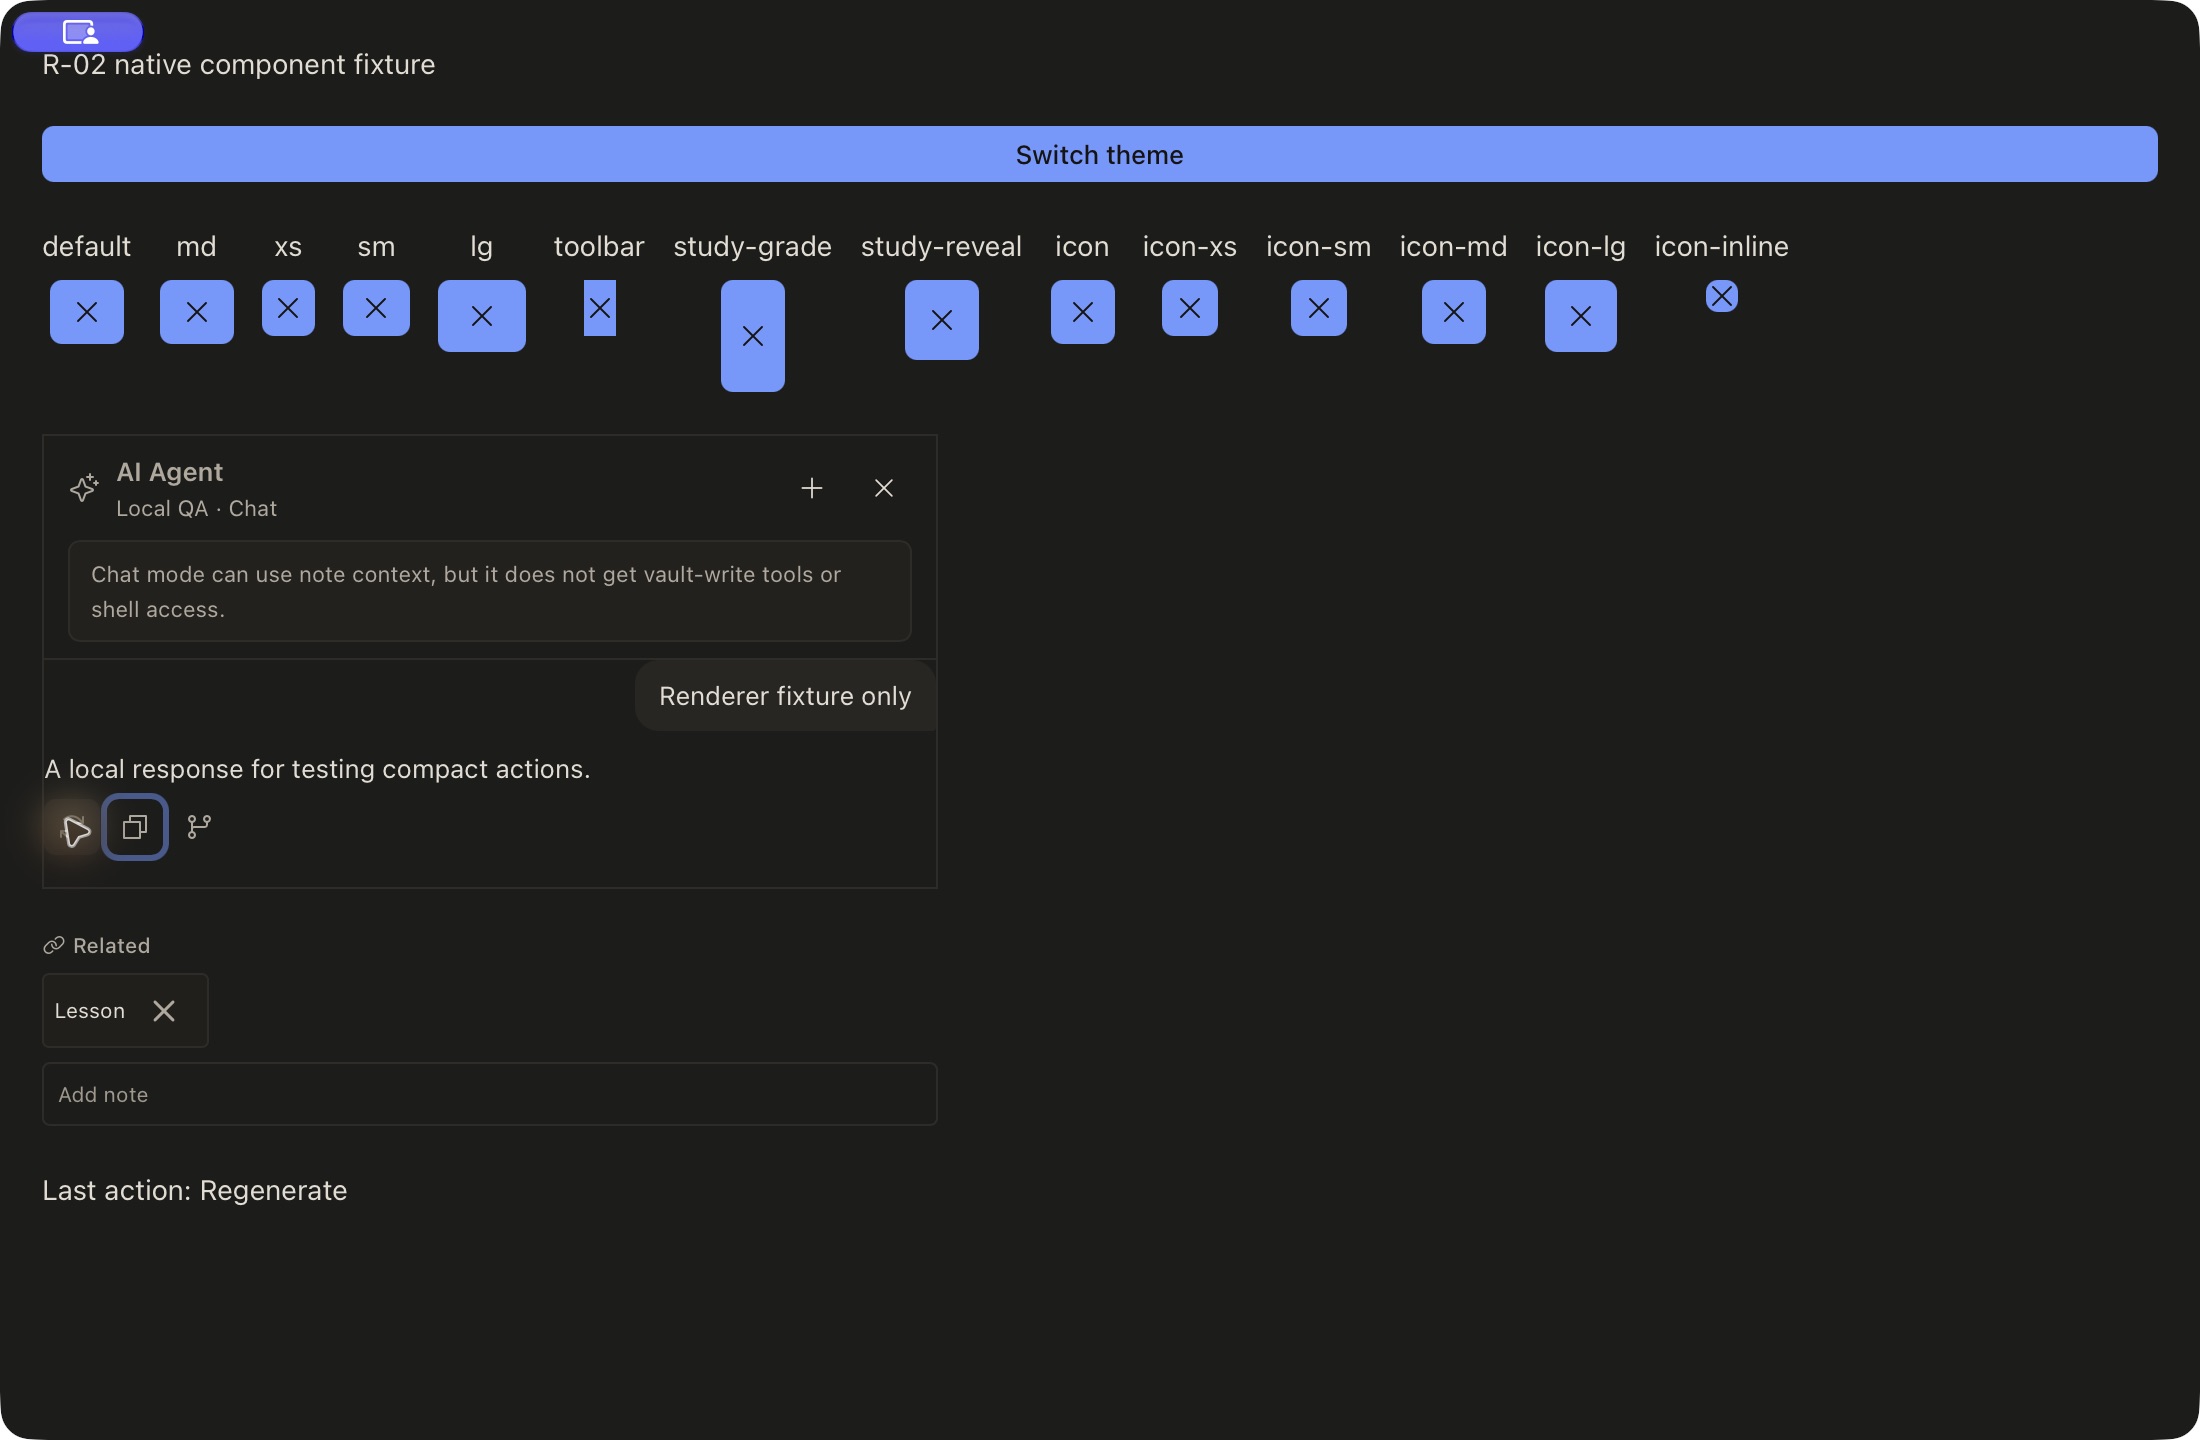 R-02 native component fixture
Switch theme
default md xs sm lg toolbar study-grade study-reveal icon icon-xs icon-sm icon-md icon-lg icon-inline
AI Agent
Local QA · Chat
Chat mode can use note context, but it does not get vault-write tools or
shell access.
Renderer fixture only
A local response for testing compact actions.
Related
Lesson
Add note
Last action: Regenerate